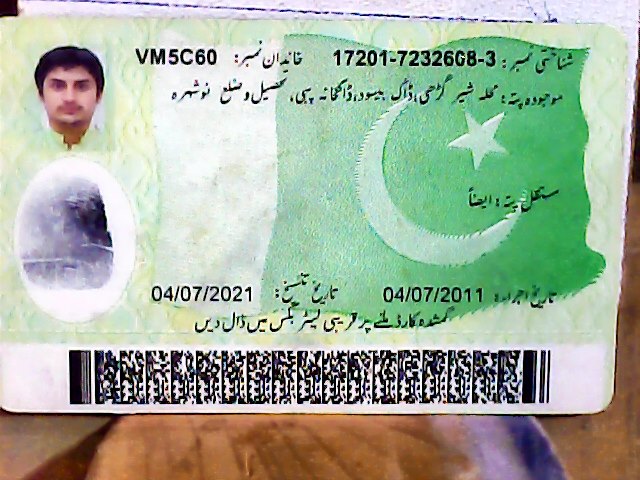 شناختی نمبر: 17201-7232608-3 خاندان نمبر: VM5C60
موجودہ پتہ: محلہ شیر گڑھی، ڈاگ بیسود، ڈاکخانہ پبی، تحصیل و ضلع نوشہرہ
مستقل پتہ: ایضاً
تاریخ اجراء: 04/07/2011 تاریخ تنسیخ: 04/07/2021
گمشدہ کارڈ ملنے پر قریبی لیٹر بکس میں ڈال دیں